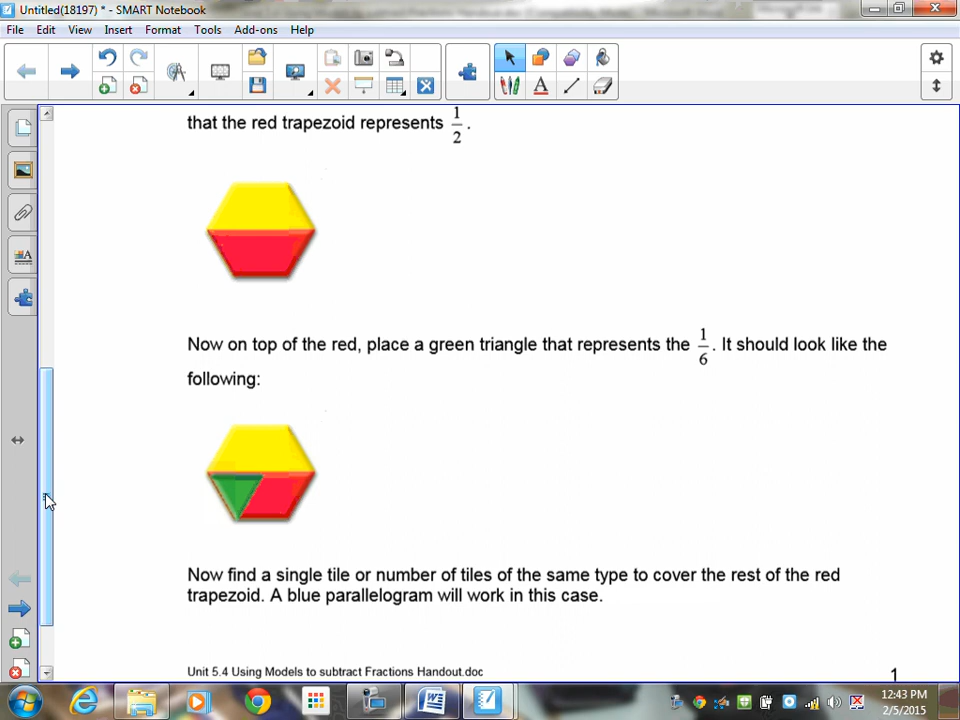 Untitled(18197) * - SMART Notebook
File Edit View Insert Format Tools Add-ons Help
that the red trapezoid represents 1/2.
Now on top of the red, place a green triangle that represents the 1/6. It should look like the
following:
Now find a single tile or number of tiles of the same type to cover the rest of the red
trapezoid. A blue parallelogram will work in this case.
Unit 5.4 Using Models to subtract Fractions Handout.doc 1
12:43 PM
2/5/2015